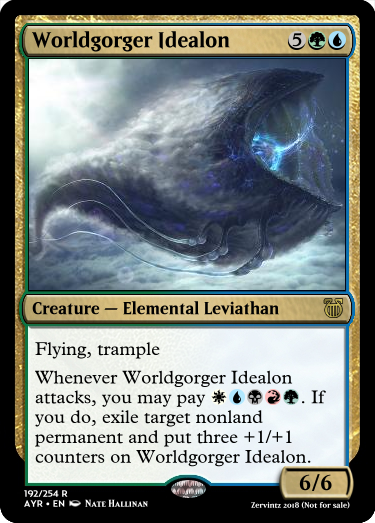 Worldgorger Idealon 5
Creature — Elemental Leviathan
Flying, trample
Whenever Worldgorger Idealon
attacks, you may pay . If
you do, exile target nonland
permanent and put three +1/+1
counters on Worldgorger Idealon.
6/6
192/254 R
AYR • EN Nate Hallinan
Zervintz 2018 (Not for sale)